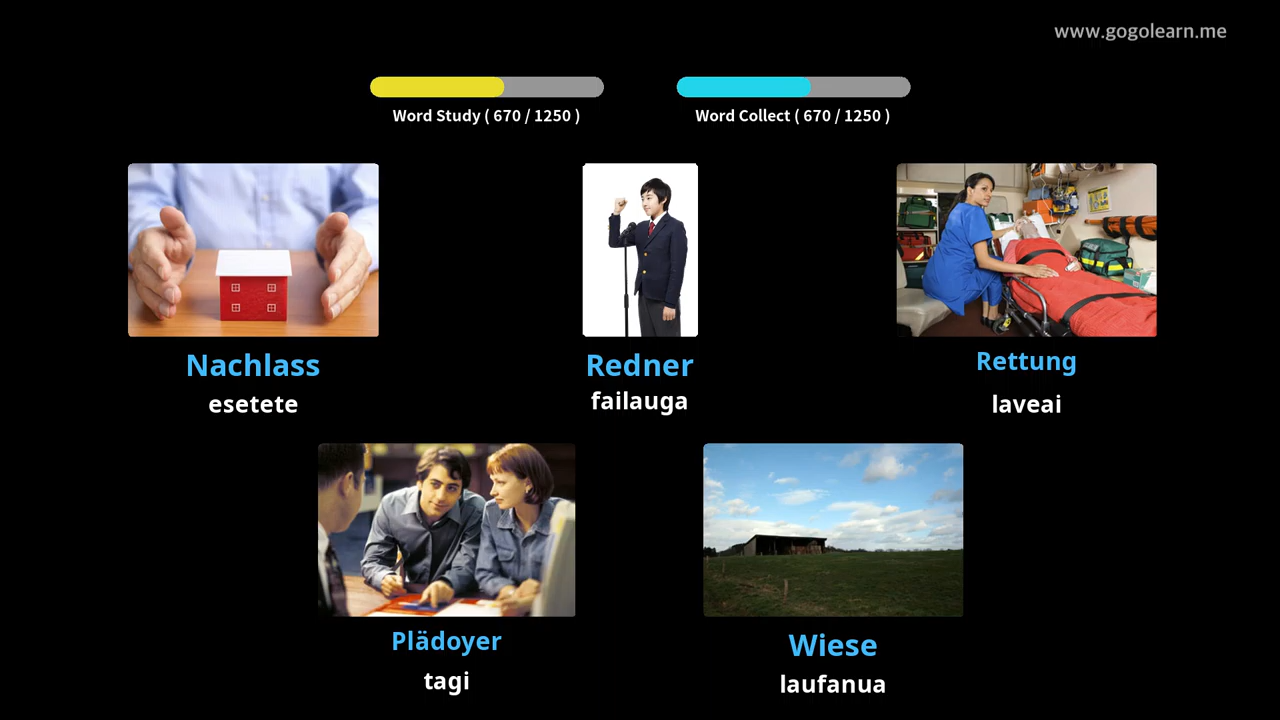 www.gogolearn.me
Word Study ( 670 / 1250 )
Word Collect ( 670 / 1250 )
Nachlass
esetete
Redner
failauga
Rettung
laveai
Plädoyer
tagi
Wiese
laufanua